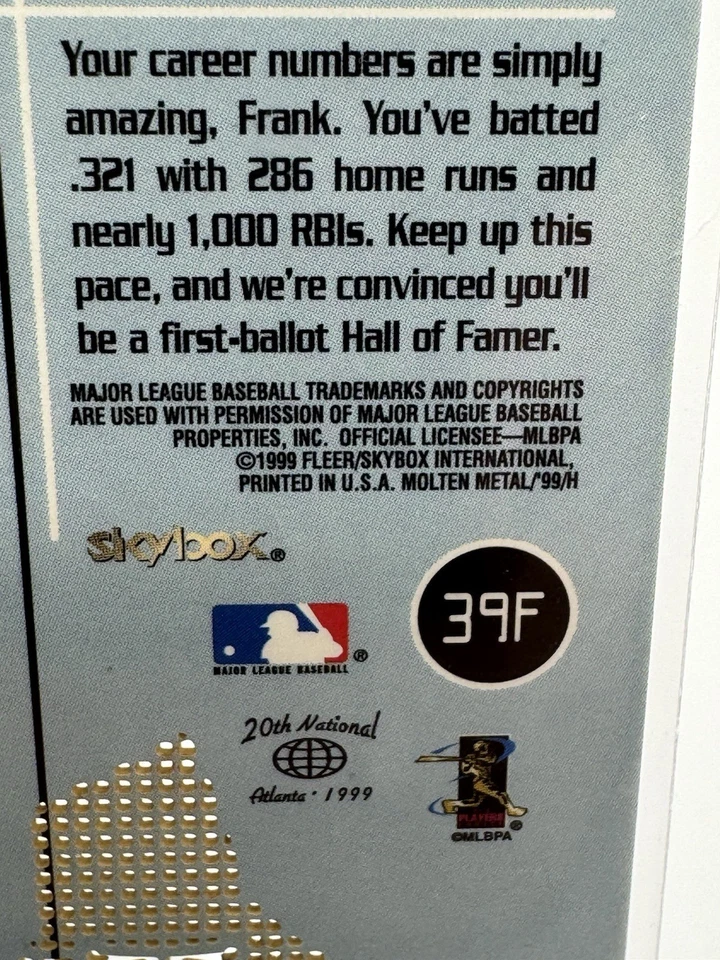 Your career numbers are simply
amazing, Frank. You've batted
.321 with 286 home runs and
nearly 1,000 RBIs. Keep up this
pace, and we're convinced you'll
be a first-ballot Hall of Famer.
MAJOR LEAGUE BASEBALL TRADEMARKS AND COPYRIGHTS
ARE USED WITH PERMISSION OF MAJOR LEAGUE BASEBALL
PROPERTIES, INC. OFFICIAL LICENSEE—MLBPA
©1999 FLEER/SKYBOX INTERNATIONAL,
PRINTED IN U.S.A. MOLTEN METAL/'99/H
skybox®
39F
®
MAJOR LEAGUE BASEBALL
20th National
Atlanta · 1999
PLAYERS
®
©MLBPA